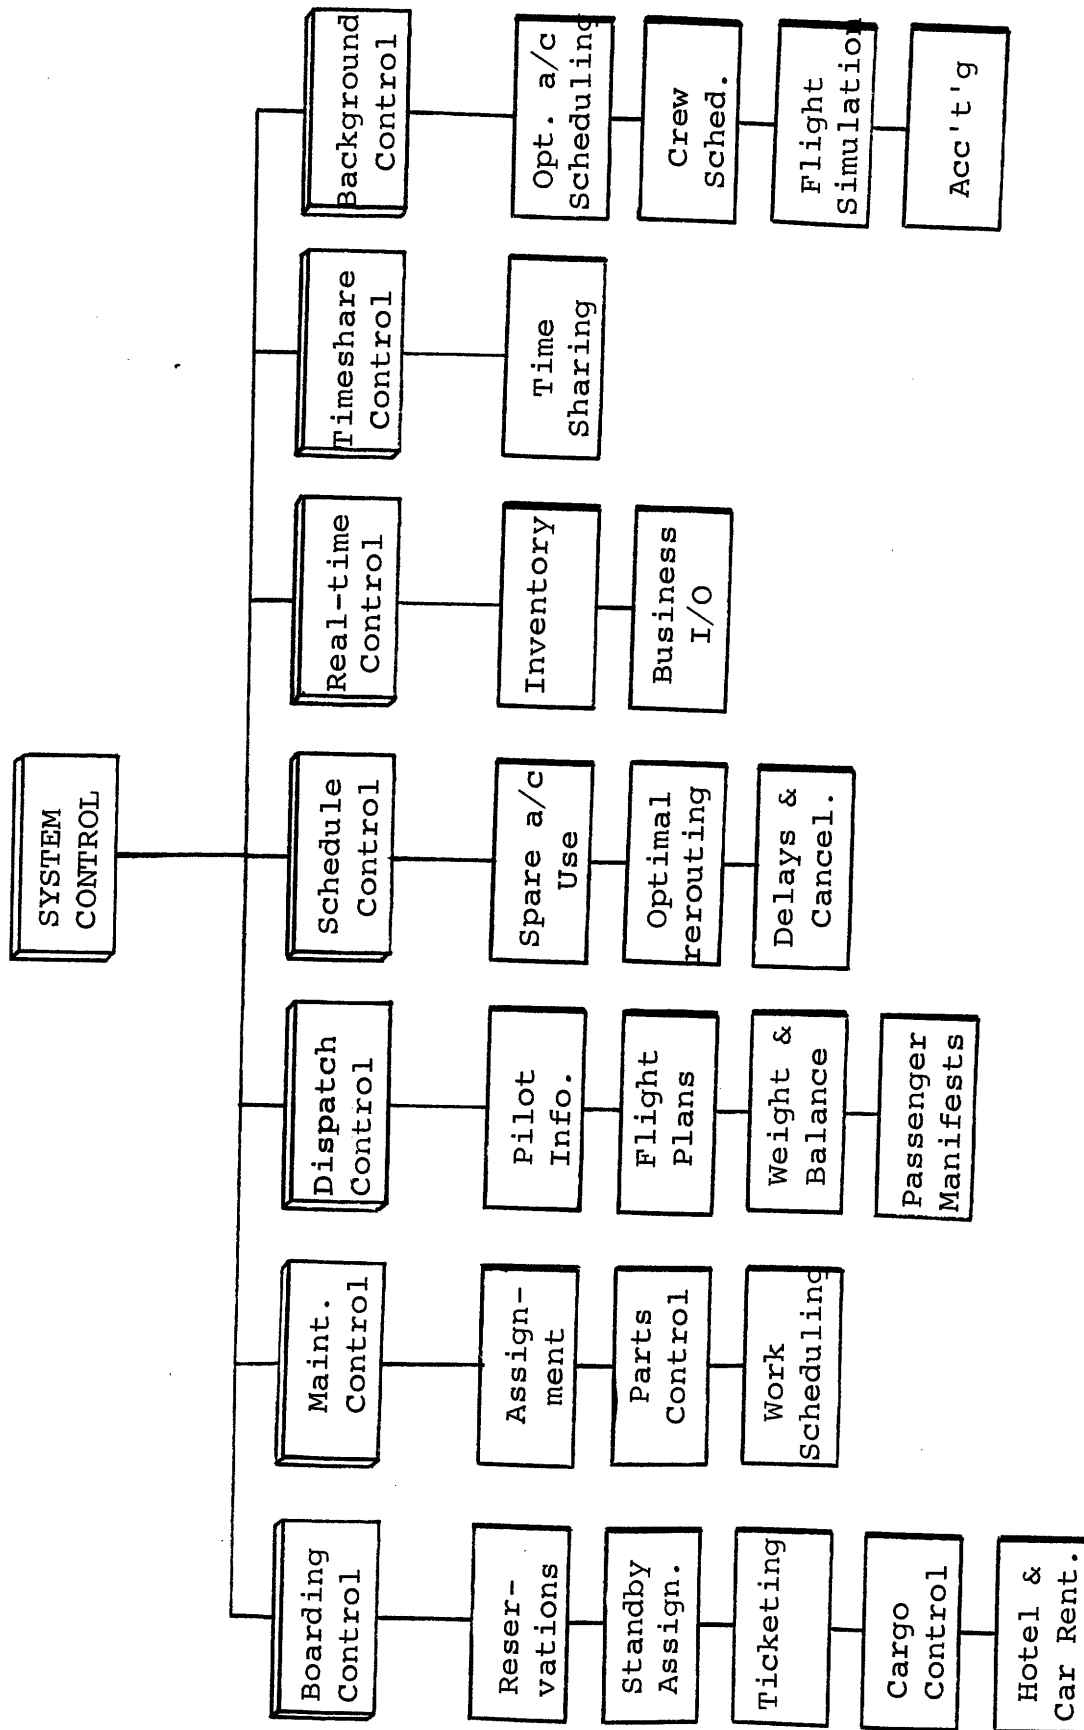 SYSTEM
CONTROL
Boarding
Control
Maint.
Control
Dispatch
Control
Schedule
Control
Real-time
Control
Timeshare
Control
Background
Control
Reser-
vations
Standby
Assign.
Ticketing
Cargo
Control
Hotel &
Car Rent.
Assign-
ment
Parts
Control
Work
Scheduling
Pilot
Info.
Flight
Plans
Weight &
Balance
Passenger
Manifests
Spare a/c
Use
Optimal
rerouting
Delays &
Cancel.
Inventory
Business
I/O
Time
Sharing
Opt. a/c
Scheduling
Crew
Sched.
Flight
Simulation
Acc't'g